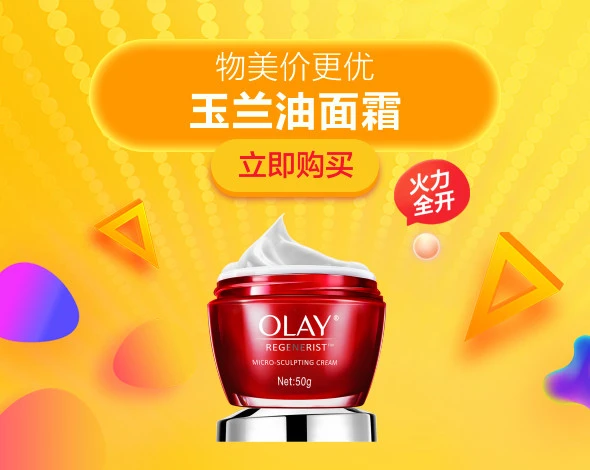 物美价更优
玉兰油面霜
立即购买
火力
全开
OLAY®
REGENERIST™
MICRO-SCULPTING CREAM
Net:50g